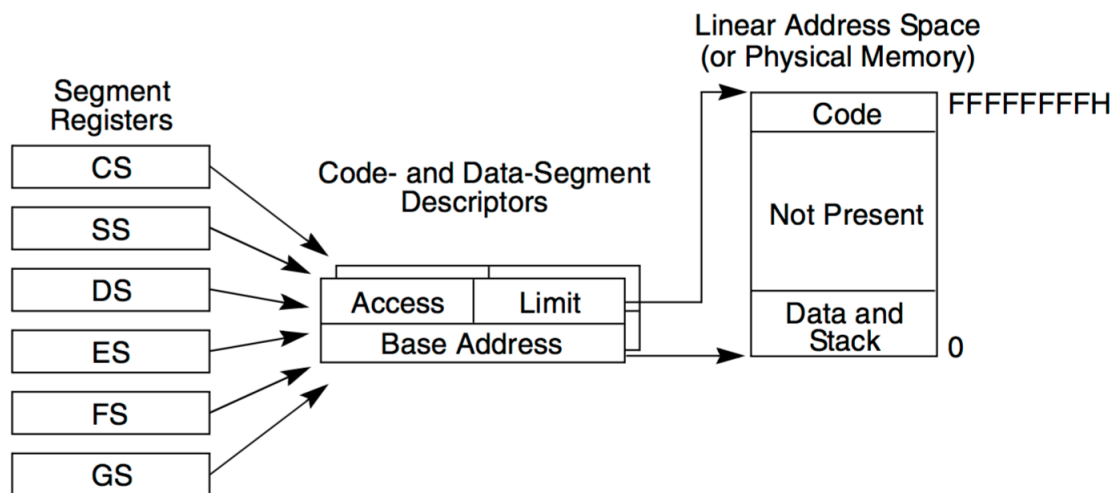 Segment
Registers
CS
SS
DS
ES
FS
GS
Code- and Data-Segment
Descriptors
Access
Limit
Base Address
Linear Address Space
(or Physical Memory)
Code
FFFFFFFFH
Not Present
Data and
Stack
0